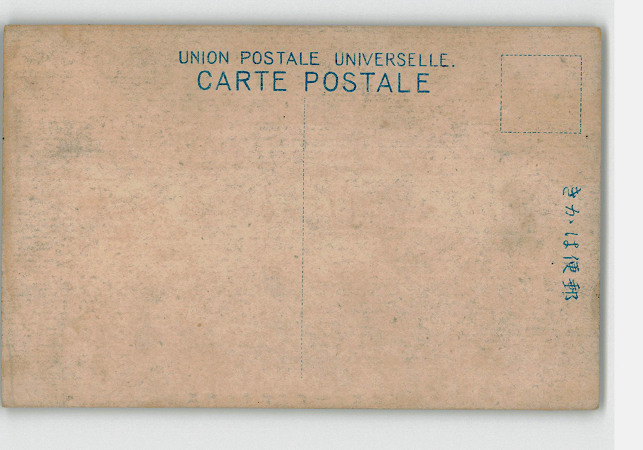 UNION POSTALE UNIVERSELLE.
CARTE POSTALE
きかは便郵